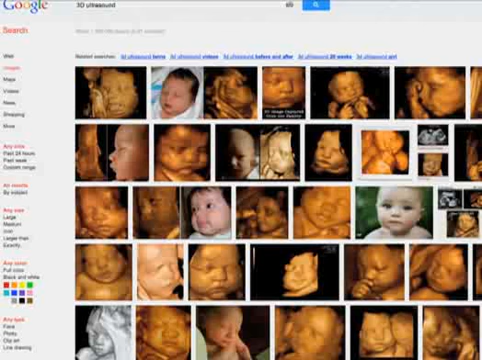 Google
3D ultrasound
Search
Related searches: 3d ultrasound twins 3d ultrasound videos 3d ultrasound before and after 3d ultrasound 20 weeks 3d ultrasound girl
Web
Images
Maps
Videos
News
Shopping
More
Any time
Past 24 hours
Past week
Custom range
All results
By subject
Any size
Large
Medium
Icon
Larger than
Exactly
Any color
Full color
Black and white
Any type
Face
Photo
Clip art
Line drawing